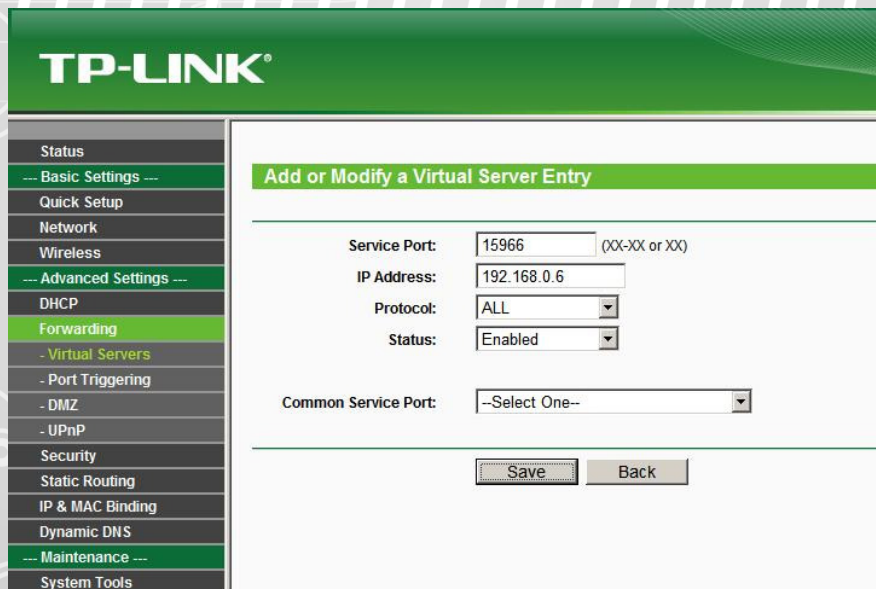 TP-LINK®
Status
--- Basic Settings ---
Quick Setup
Network
Wireless
--- Advanced Settings ---
DHCP
Forwarding
- Virtual Servers
- Port Triggering
- DMZ
- UPnP
Security
Static Routing
IP & MAC Binding
Dynamic DNS
--- Maintenance ---
System Tools
Add or Modify a Virtual Server Entry
Service Port: 15966 (XX-XX or XX)
IP Address: 192.168.0.6
Protocol: ALL
Status: Enabled
Common Service Port: --Select One--
Save Back